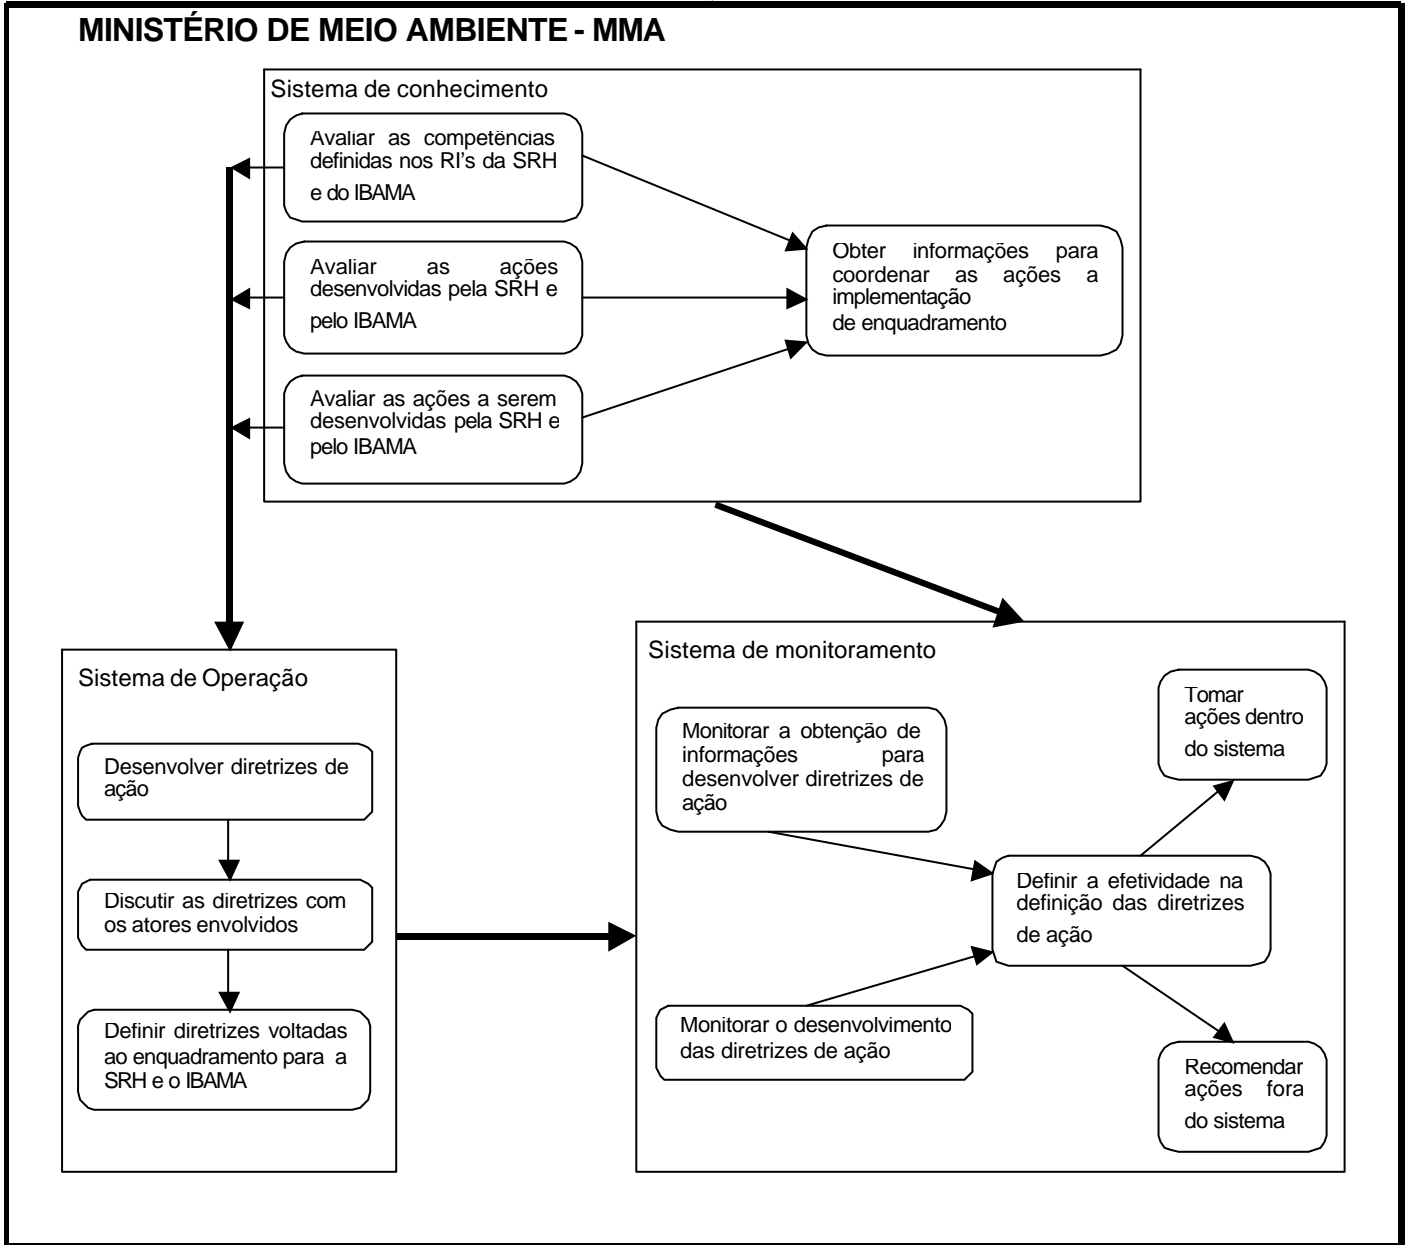 MINISTÉRIO DE MEIO AMBIENTE - MMA
Sistema de conhecimento
Avaliar as competências
definidas nos RI's da SRH
e do IBAMA
Avaliar as ações
desenvolvidas pela SRH e
pelo IBAMA
Avaliar as ações a serem
desenvolvidas pela SRH e
pelo IBAMA
Obter informações para
coordenar as ações a
implementação
de enquadramento
Sistema de Operação
Desenvolver diretrizes de
ação
Discutir as diretrizes com
os atores envolvidos
Definir diretrizes voltadas
ao enquadramento para a
SRH e o IBAMA
Sistema de monitoramento
Monitorar a obtenção de
informações para
desenvolver diretrizes de
ação
Monitorar o desenvolvimento
das diretrizes de ação
Definir a efetividade na
definição das diretrizes
de ação
Tomar
ações dentro
do sistema
Recomendar
ações fora
do sistema